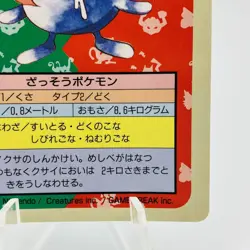 ざっそうポケモン
1/くさ タイプ2/どく
/0.8メートル おもさ/8.6キログラム
わざ/すいとる・どくのこな
しびれごな・ねむりごな
クサのしんかけい。めしべがはなつ
つもなくクサイにおいは 2キロさきまでと
きをうしなわせる。
Nintendo/Creatures inc./GAMEFREAK inc.